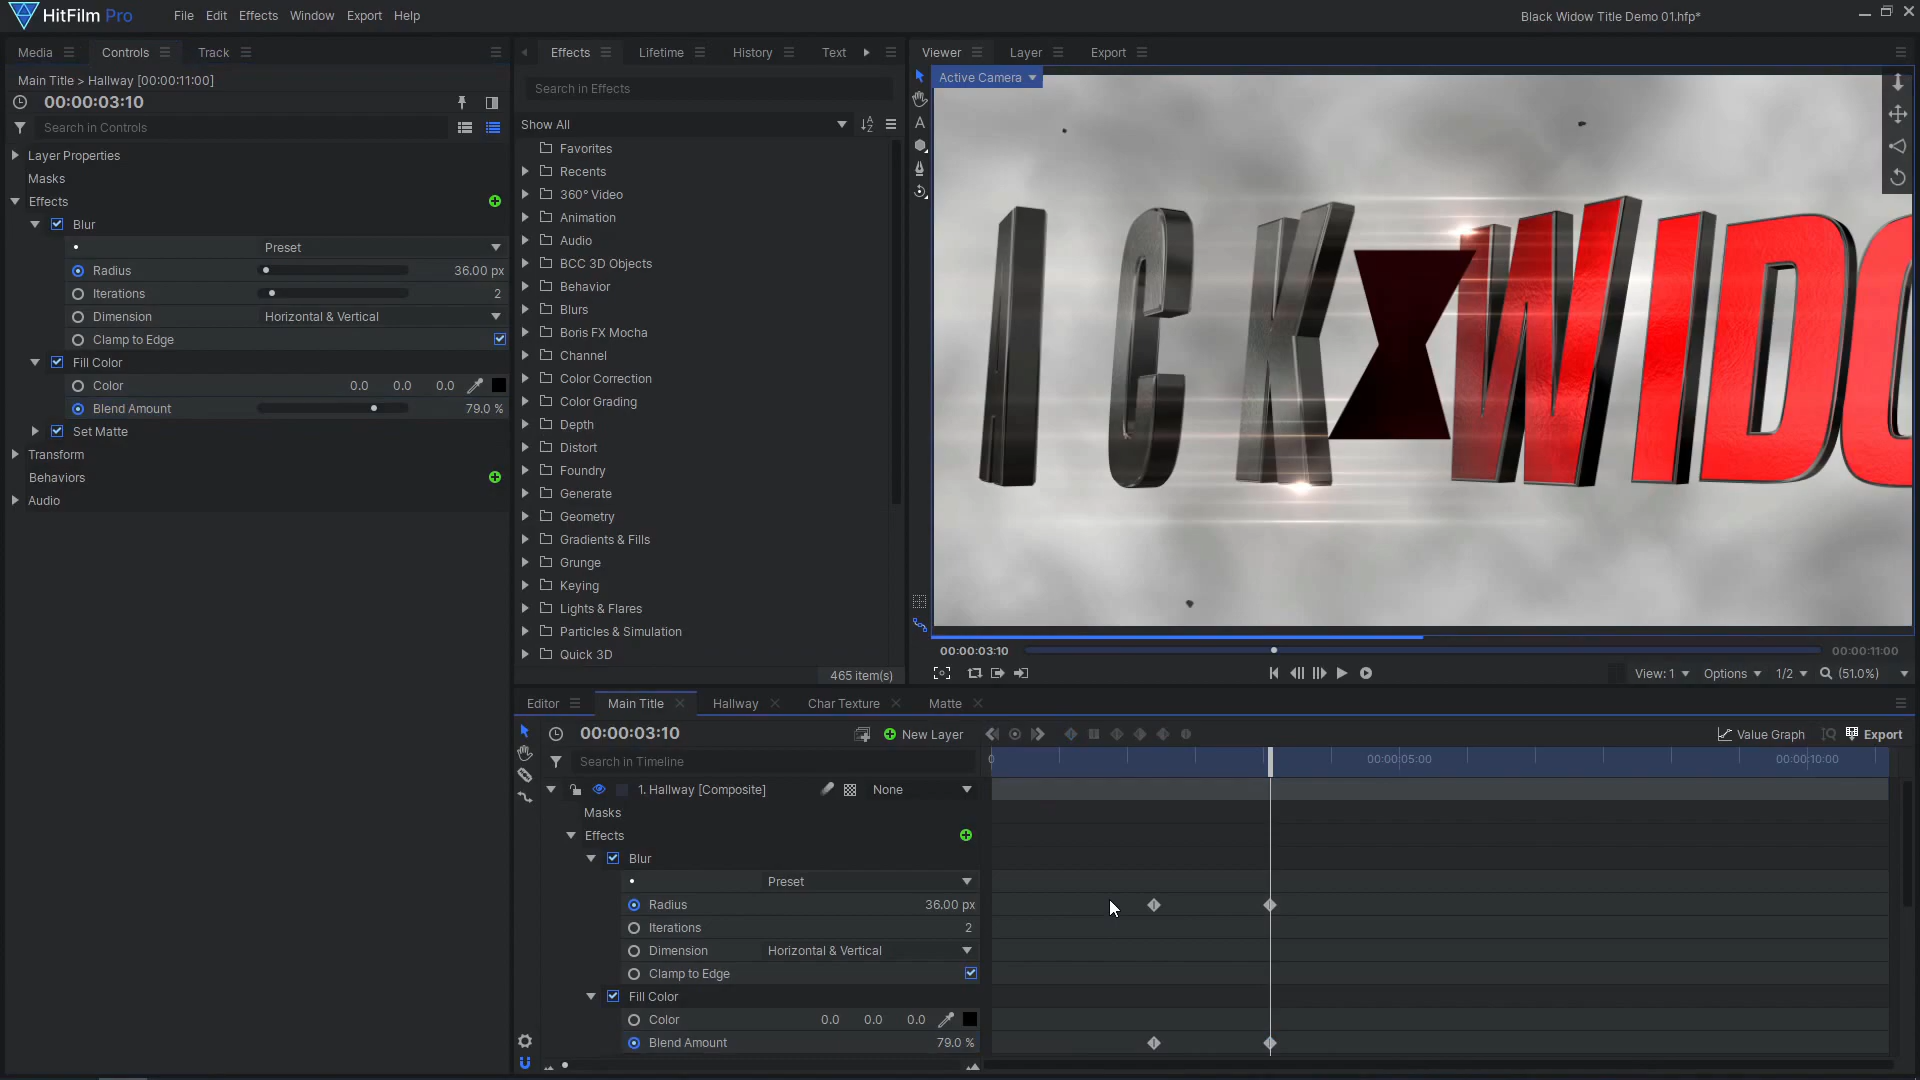 HitFilm Pro File Edit Effects Window Export Help Black Widow Title Demo 01.hfp*
Media Controls Track
Main Title > Hallway [00:00:11:00]
00:00:03:10
Search in Controls
Layer Properties
Masks
Effects
Blur
Preset
Radius 36.00 px
Iterations 2
Dimension Horizontal & Vertical
Clamp to Edge
Fill Color
Color 0.0 0.0 0.0
Blend Amount 79.0 %
Set Matte
Transform
Behaviors
Audio
Effects Lifetime History Text
Search in Effects
Show All
Favorites
Recents
360° Video
Animation
Audio
BCC 3D Objects
Behavior
Blurs
Boris FX Mocha
Channel
Color Correction
Color Grading
Depth
Distort
Foundry
Generate
Geometry
Gradients & Fills
Grunge
Keying
Lights & Flares
Particles & Simulation
Quick 3D
465 item(s)
Viewer Layer Export
Active Camera
A
ACK WIDO
00:00:03:10 00:00:11:00
View: 1 Options 1/2 (51.0%)
Editor Main Title Hallway Char Texture Matte
00:00:03:10 New Layer Value Graph Export
Search in Timeline 0 00:00:05:00 00:00:10:00
1. Hallway [Composite] None
Masks
Effects
Blur
Preset
Radius 36.00 px
Iterations 2
Dimension Horizontal & Vertical
Clamp to Edge
Fill Color
Color 0.0 0.0 0.0
Blend Amount 79.0 %